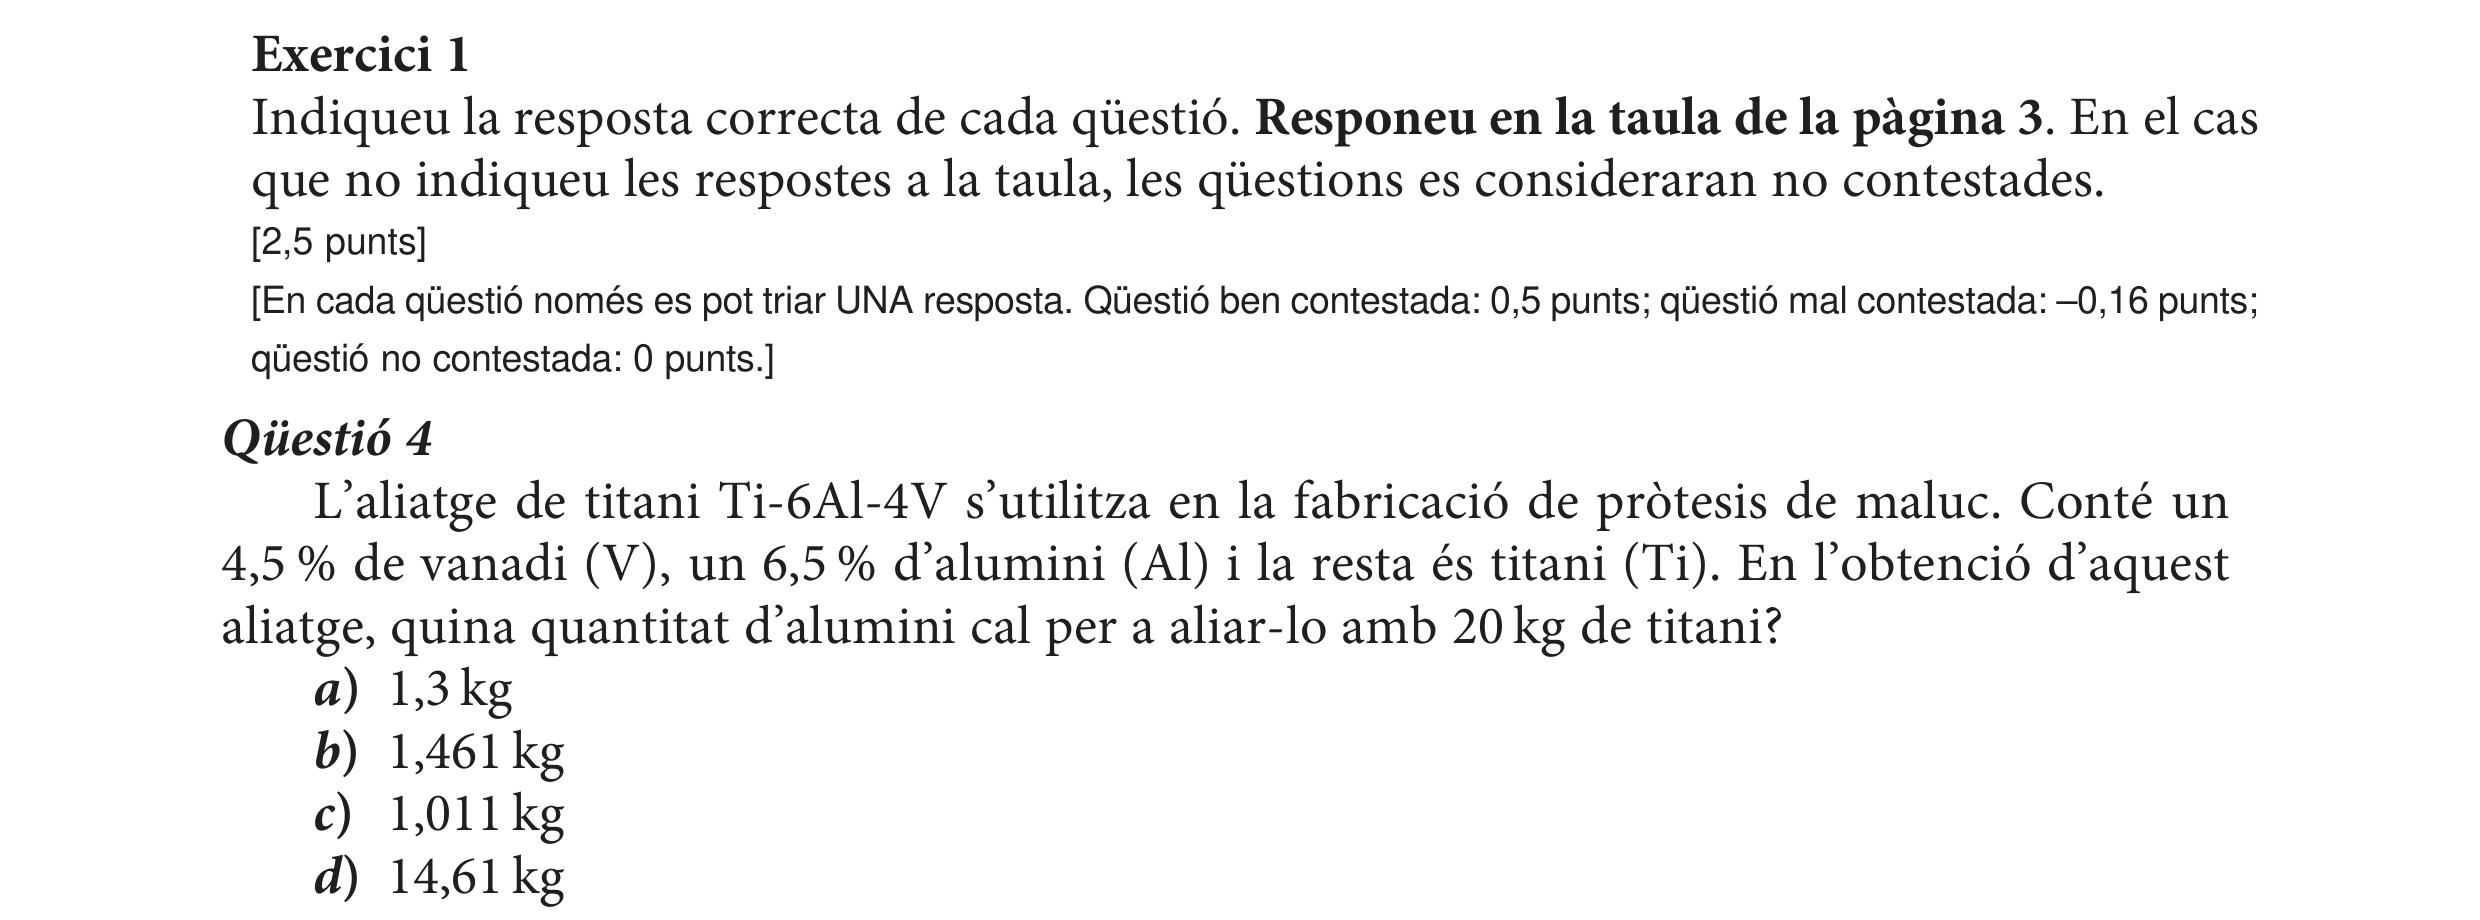 Exercici 1
Indiqueu la resposta correcta de cada qüestió. Responeu en la taula de la pàgina 3. En el cas
que no indiqueu les respostes a la taula, les qüestions es consideraran no contestades.
[2,5 punts]
[En cada qüestió només es pot triar UNA resposta. Qüestió ben contestada: 0,5 punts; qüestió mal contestada: –0,16 punts;
qüestió no contestada: 0 punts.]
Qüestió 4
L’aliatge de titani Ti-6Al-4V s’utilitza en la fabricació de pròtesis de maluc. Conté un
4,5 % de vanadi (V), un 6,5 % d’alumini (Al) i la resta és titani (Ti). En l’obtenció d’aquest
aliatge, quina quantitat d’alumini cal per a aliar-lo amb 20 kg de titani?
a) 1,3 kg
b) 1,461 kg
c) 1,011 kg
d) 14,61 kg